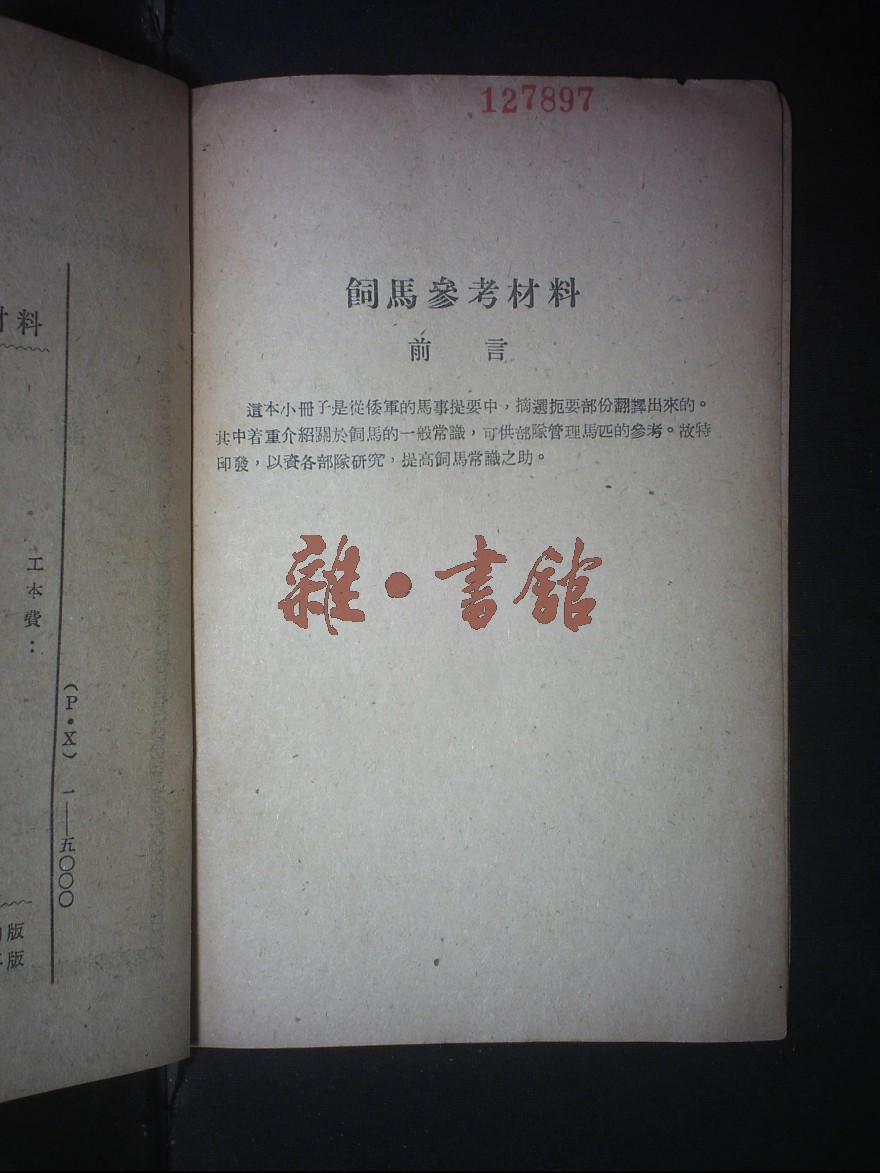 127897
飼馬參考材料
前言
這本小冊子是從倭軍的馬事提要中，摘選扼要部份翻譯出來的。
其中着重介紹關於飼馬的一般常識，可供部隊管理馬匹的參考。故特
印發，以資各部隊研究，提高飼馬常識之助。
雜·書館
材料
工本費：
(P·X) 一——五〇〇〇
版
版